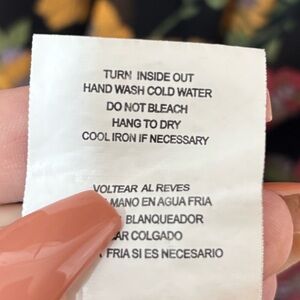 TURN INSIDE OUT
HAND WASH COLD WATER
DO NOT BLEACH
HANG TO DRY
COOL IRON IF NECESSARY
VOLTEAR AL REVES
MANO EN AGUA FRIA
BLANQUEADOR
COLGADO
FRIA SI ES NECESARIO